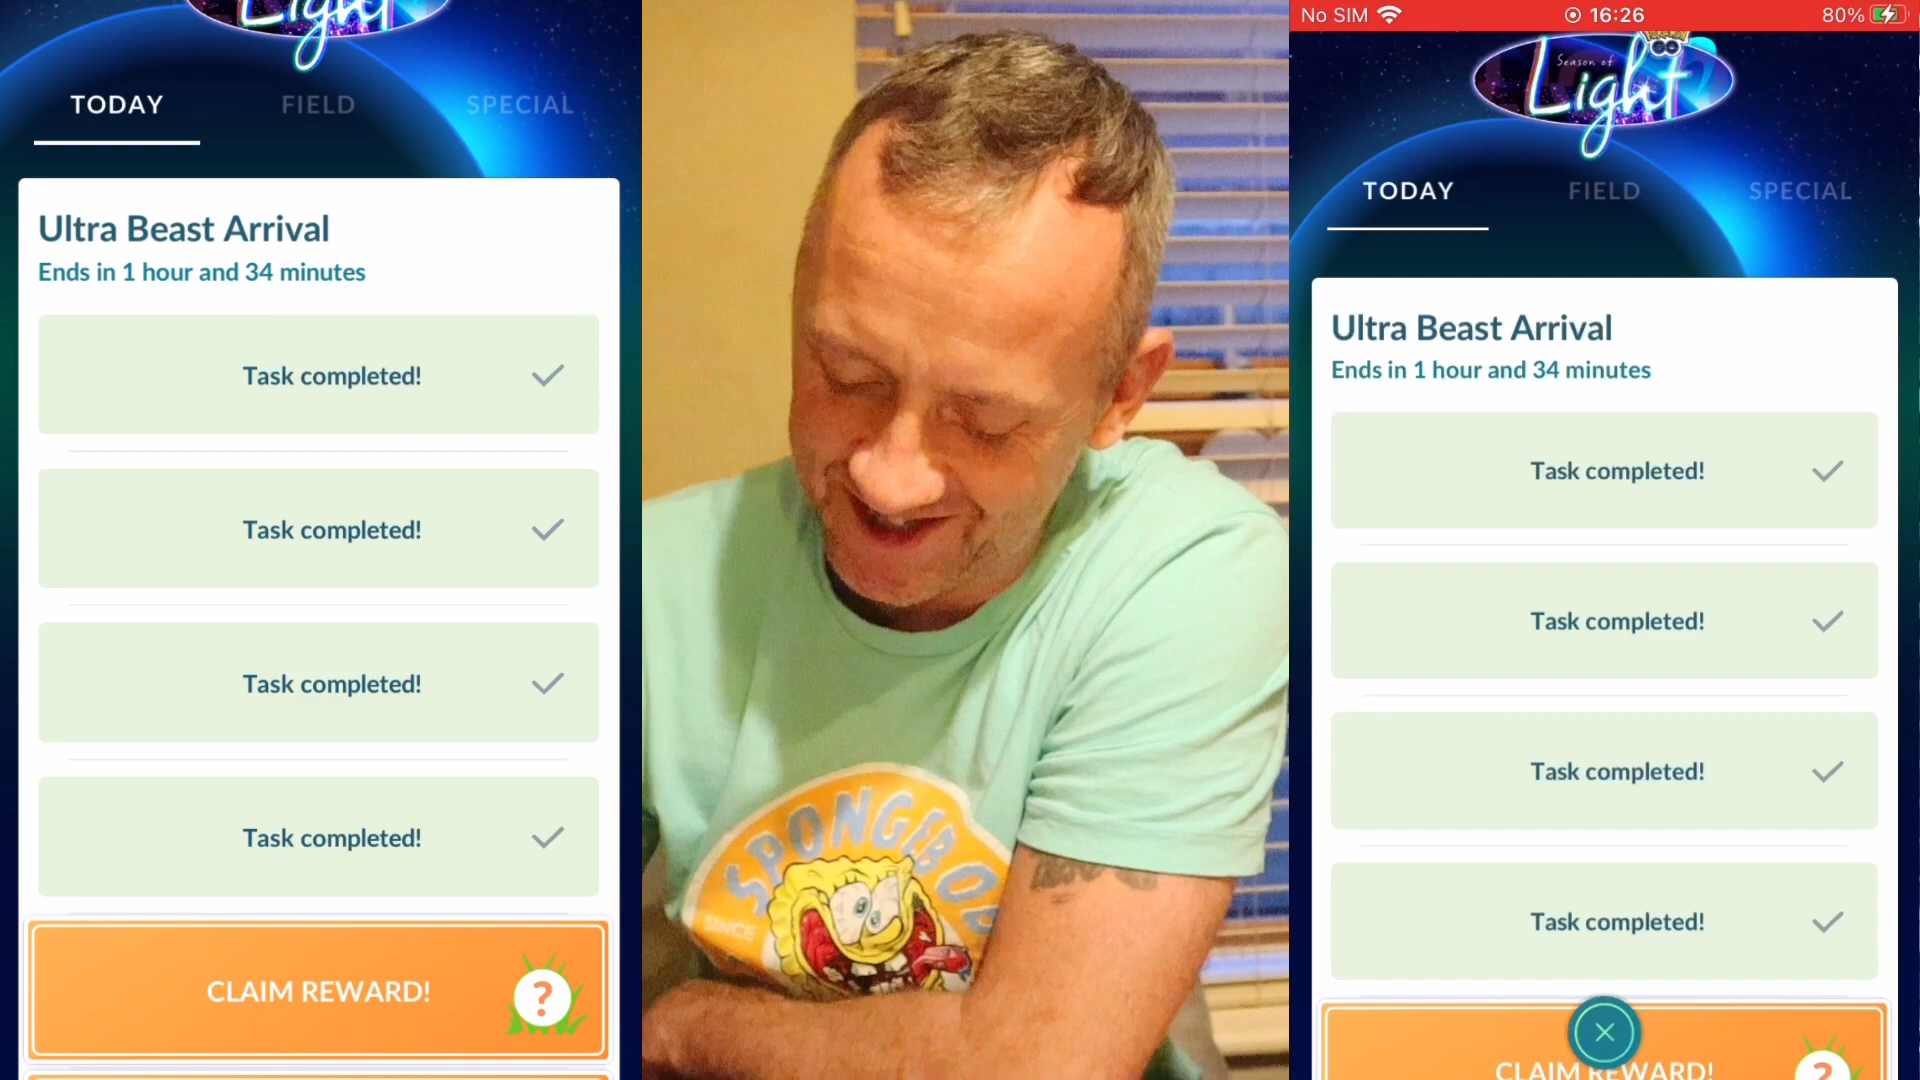 Light
TODAY FIELD SPECIAL
Ultra Beast Arrival
Ends in 1 hour and 34 minutes
Task completed!
Task completed!
Task completed!
Task completed!
CLAIM REWARD!
?
SPONGEBOB
SINCE
No SIM 16:26 80%
Season of
Light
TODAY FIELD SPECIAL
Ultra Beast Arrival
Ends in 1 hour and 34 minutes
Task completed!
Task completed!
Task completed!
Task completed!
CLAIM REWARD!
?